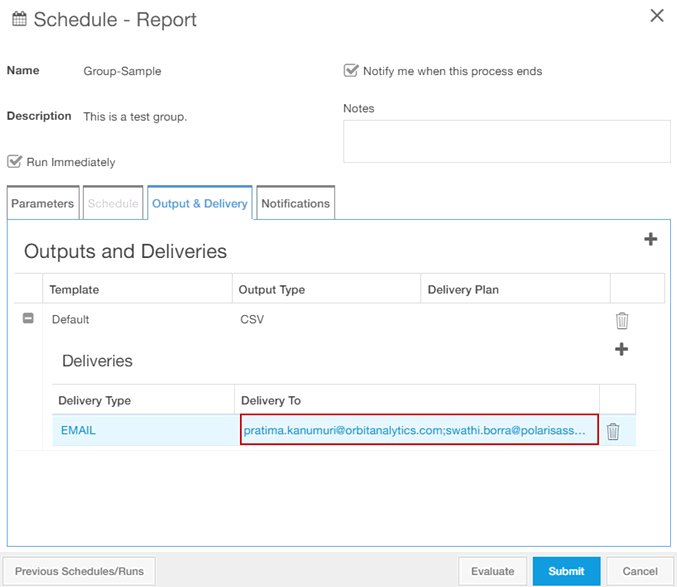 Schedule - Report
Name Group-Sample
Notify me when this process ends
Description This is a test group.
Notes
Run Immediately
Parameters Schedule Output & Delivery Notifications
Outputs and Deliveries
Template Output Type Delivery Plan
Default CSV
Deliveries
Delivery Type Delivery To
EMAIL pratima.kanumuri@orbitanalytics.com;swathi.borra@polarisass...
Previous Schedules/Runs Evaluate Submit Cancel